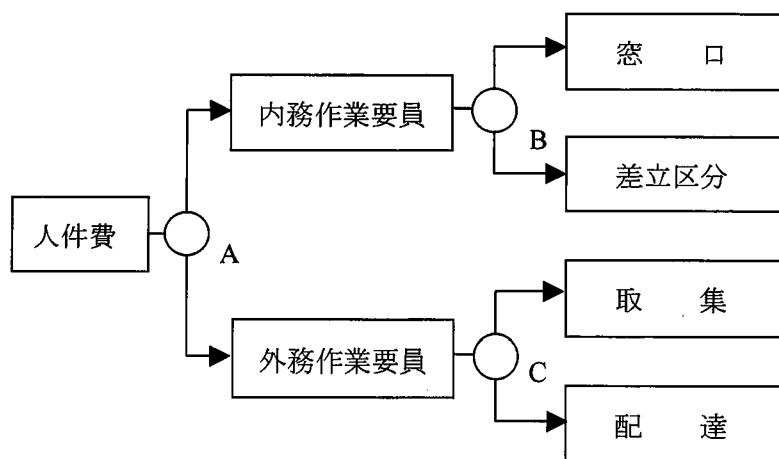 人件費
A
内務作業要員
B
窓　　口
差立区分
外務作業要員
C
取　　集
配　　達